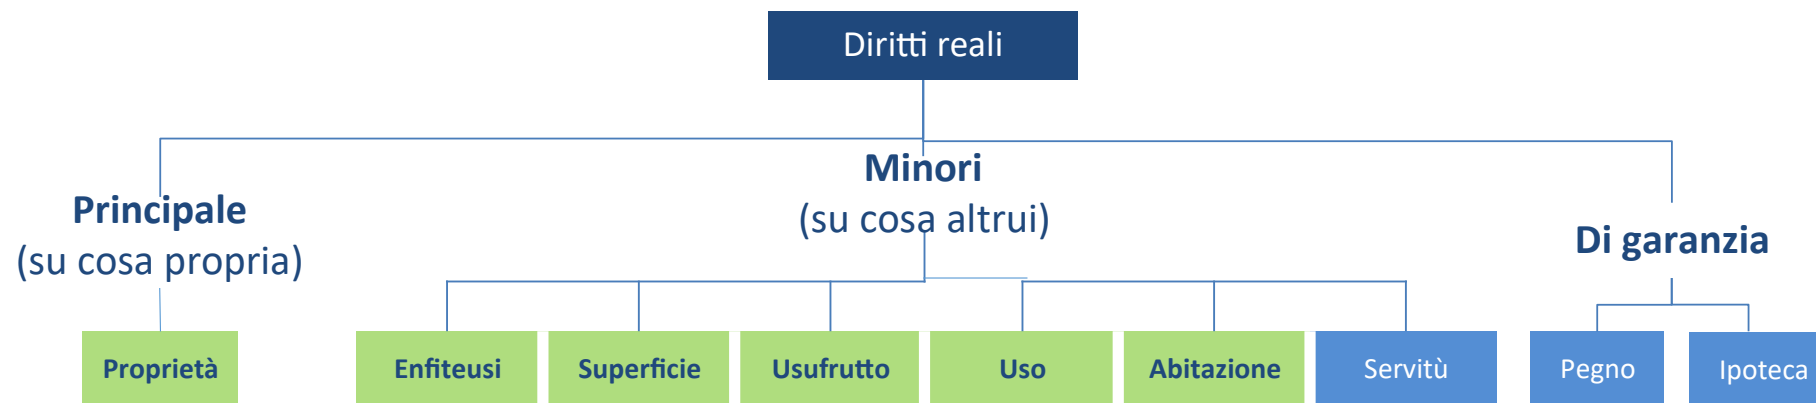 Diritti reali
Principale
(su cosa propria)
Minori
(su cosa altrui)
Di garanzia
Proprietà
Enfiteusi
Superficie
Usufrutto
Uso
Abitazione
Servitù
Pegno
Ipoteca